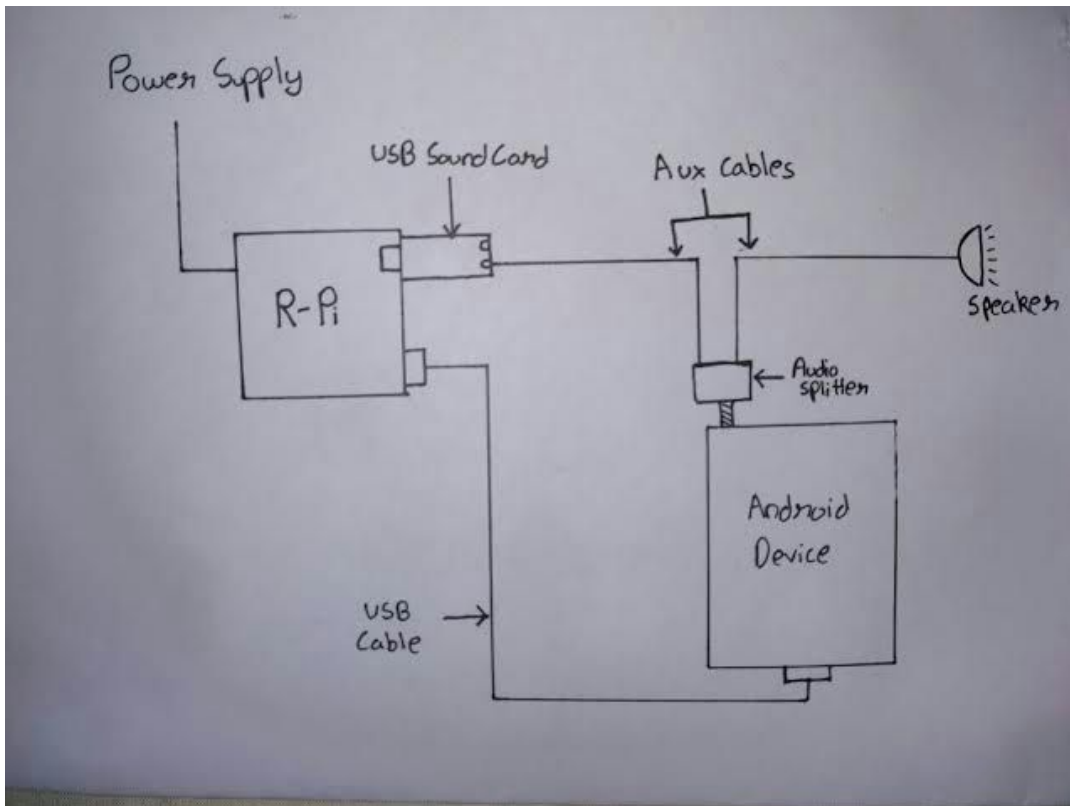 Power Supply
USB Sound Card
Aux Cables
R-Pi
Speaker
Audio
splitter
Android
Device
USB
Cable